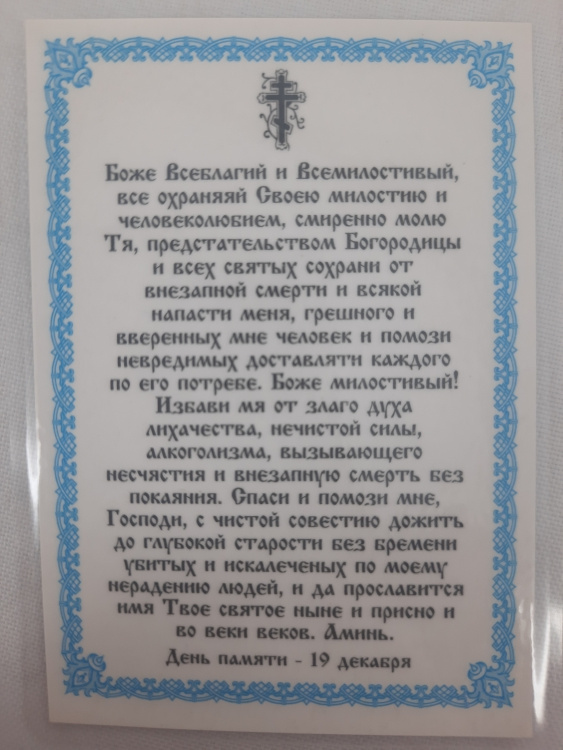 Боже Всеблагий и Всемилостивый,
все охраняяй Своею милостию и
человеколюбием, смиренно молю
Тя, предстательством Богородицы
и всех святых сохрани от
внезапной смерти и всякой
напасти меня, грешного и
вверенных мне человек и помози
невредимых доставляти каждого
по его потребе. Боже милостивый!
Избави мя от злаго духа
лихачества, нечистой силы,
алкоголизма, вызывающего
несчястия и внезапную смерть без
покаяния. Спаси и помози мне,
Господи, с чистой совестию дожить
до глубокой старости без бремени
убитых и искалеченых по моему
нерадению людей, и да прославится
имя Твое святое ныне и присно и
во веки веков. Аминь.
День памяти - 19 декабря